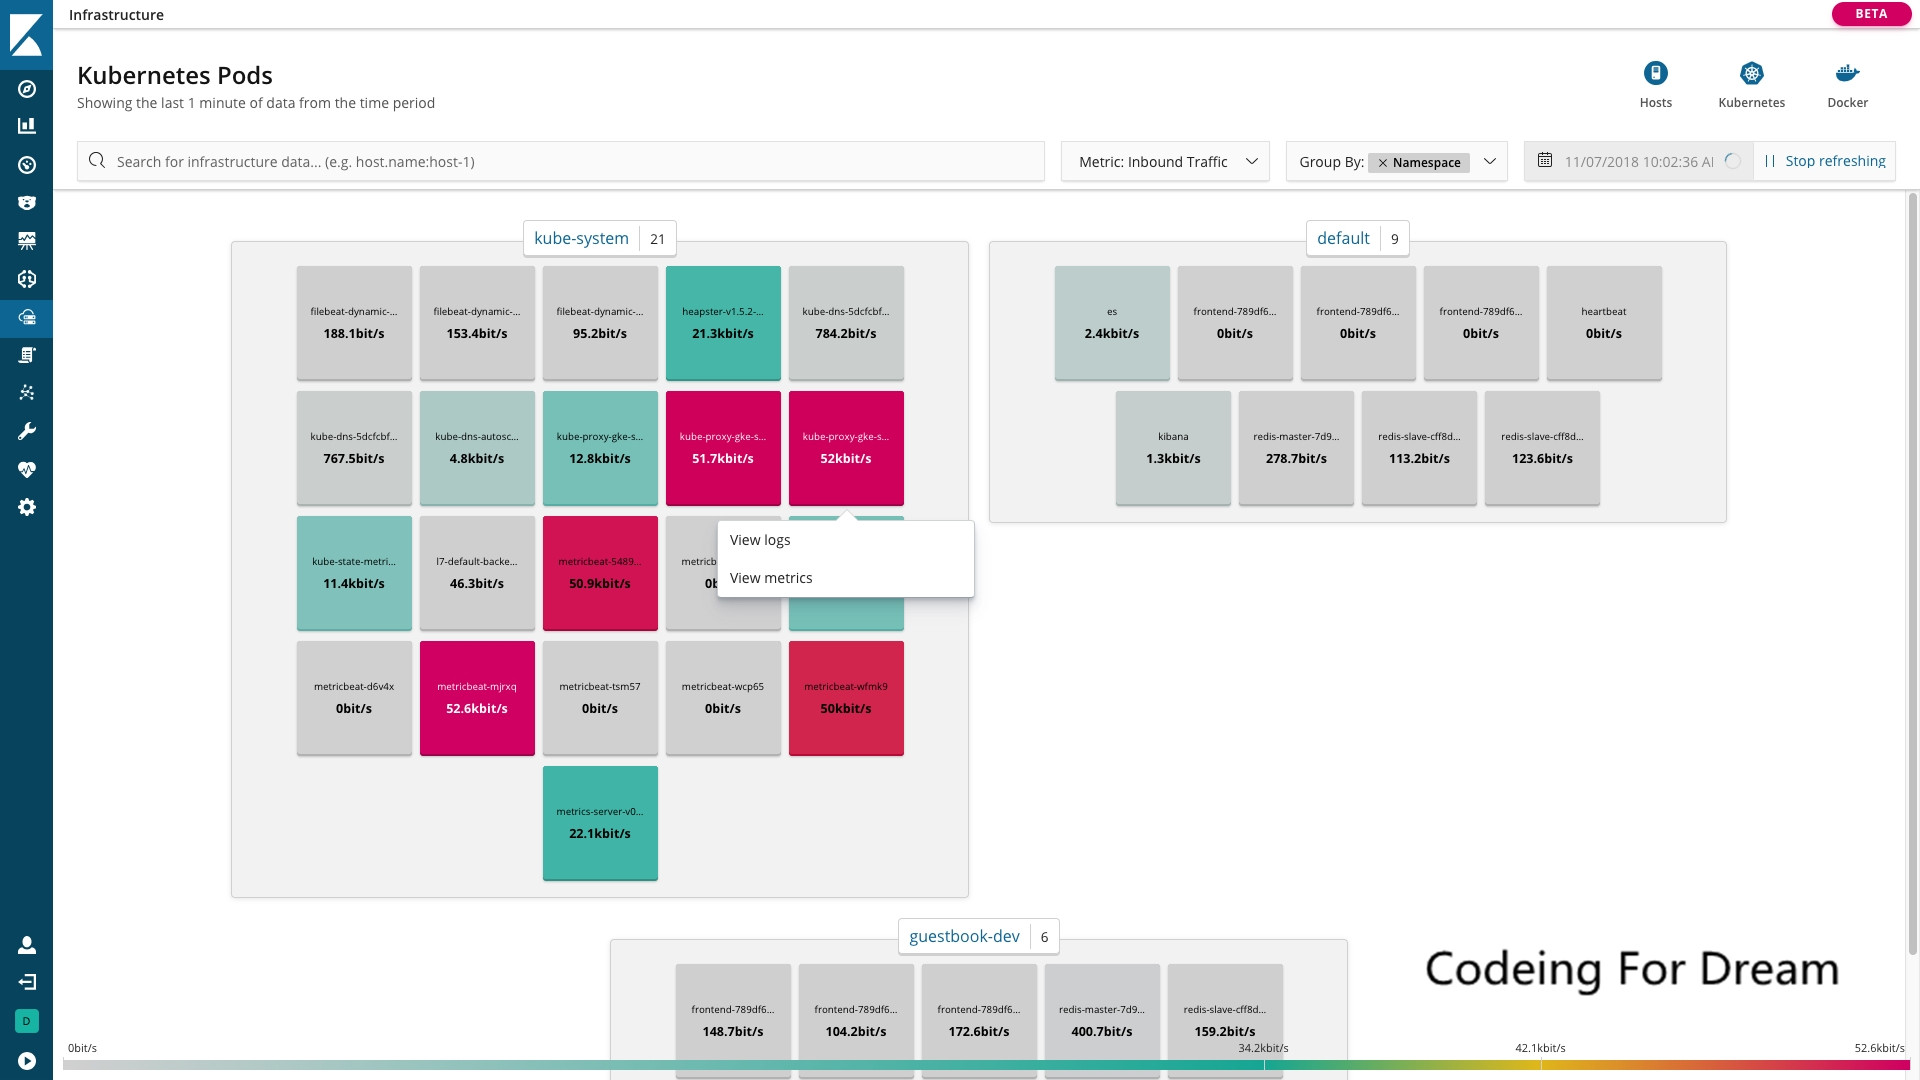 Infrastructure
BETA
Kubernetes Pods
Showing the last 1 minute of data from the time period
Hosts
Kubernetes
Docker
Search for infrastructure data... (e.g. host.name:host-1)
Metric: Inbound Traffic
Group By: × Namespace
11/07/2018 10:02:36
Stop refreshing
kube-system 21
filebeat-dynamic-...
188.1bit/s
filebeat-dynamic-...
153.4bit/s
filebeat-dynamic-...
95.2bit/s
heapster-v1.5.2-...
21.3kbit/s
kube-dns-5dcfcbf...
784.2bit/s
kube-dns-5dcfcbf...
767.5bit/s
kube-dns-autosc...
4.8kbit/s
kube-proxy-gke-s...
12.8kbit/s
kube-proxy-gke-s...
51.7kbit/s
kube-proxy-gke-s...
52kbit/s
kube-state-metri...
11.4kbit/s
l7-default-backe...
46.3bit/s
metricbeat-5489...
50.9kbit/s
View logs
View metrics
metricbeat-d6v4x
0bit/s
metricbeat-mjrxq
52.6kbit/s
metricbeat-tsm57
0bit/s
metricbeat-wcp65
0bit/s
metricbeat-wfmk9
50kbit/s
metrics-server-v0...
22.1kbit/s
default 9
es
2.4kbit/s
frontend-789df6...
0bit/s
frontend-789df6...
0bit/s
frontend-789df6...
0bit/s
heartbeat
0bit/s
kibana
1.3kbit/s
redis-master-7d9...
278.7bit/s
redis-slave-cff8d...
113.2bit/s
redis-slave-cff8d...
123.6bit/s
guestbook-dev 6
frontend-789df6...
148.7bit/s
frontend-789df6...
104.2bit/s
frontend-789df6...
172.6bit/s
redis-master-7d9...
400.7bit/s
redis-slave-cff8d...
159.2bit/s
Codeing For Dream
D
0bit/s
34.2kbit/s
42.1kbit/s
52.6kbit/s